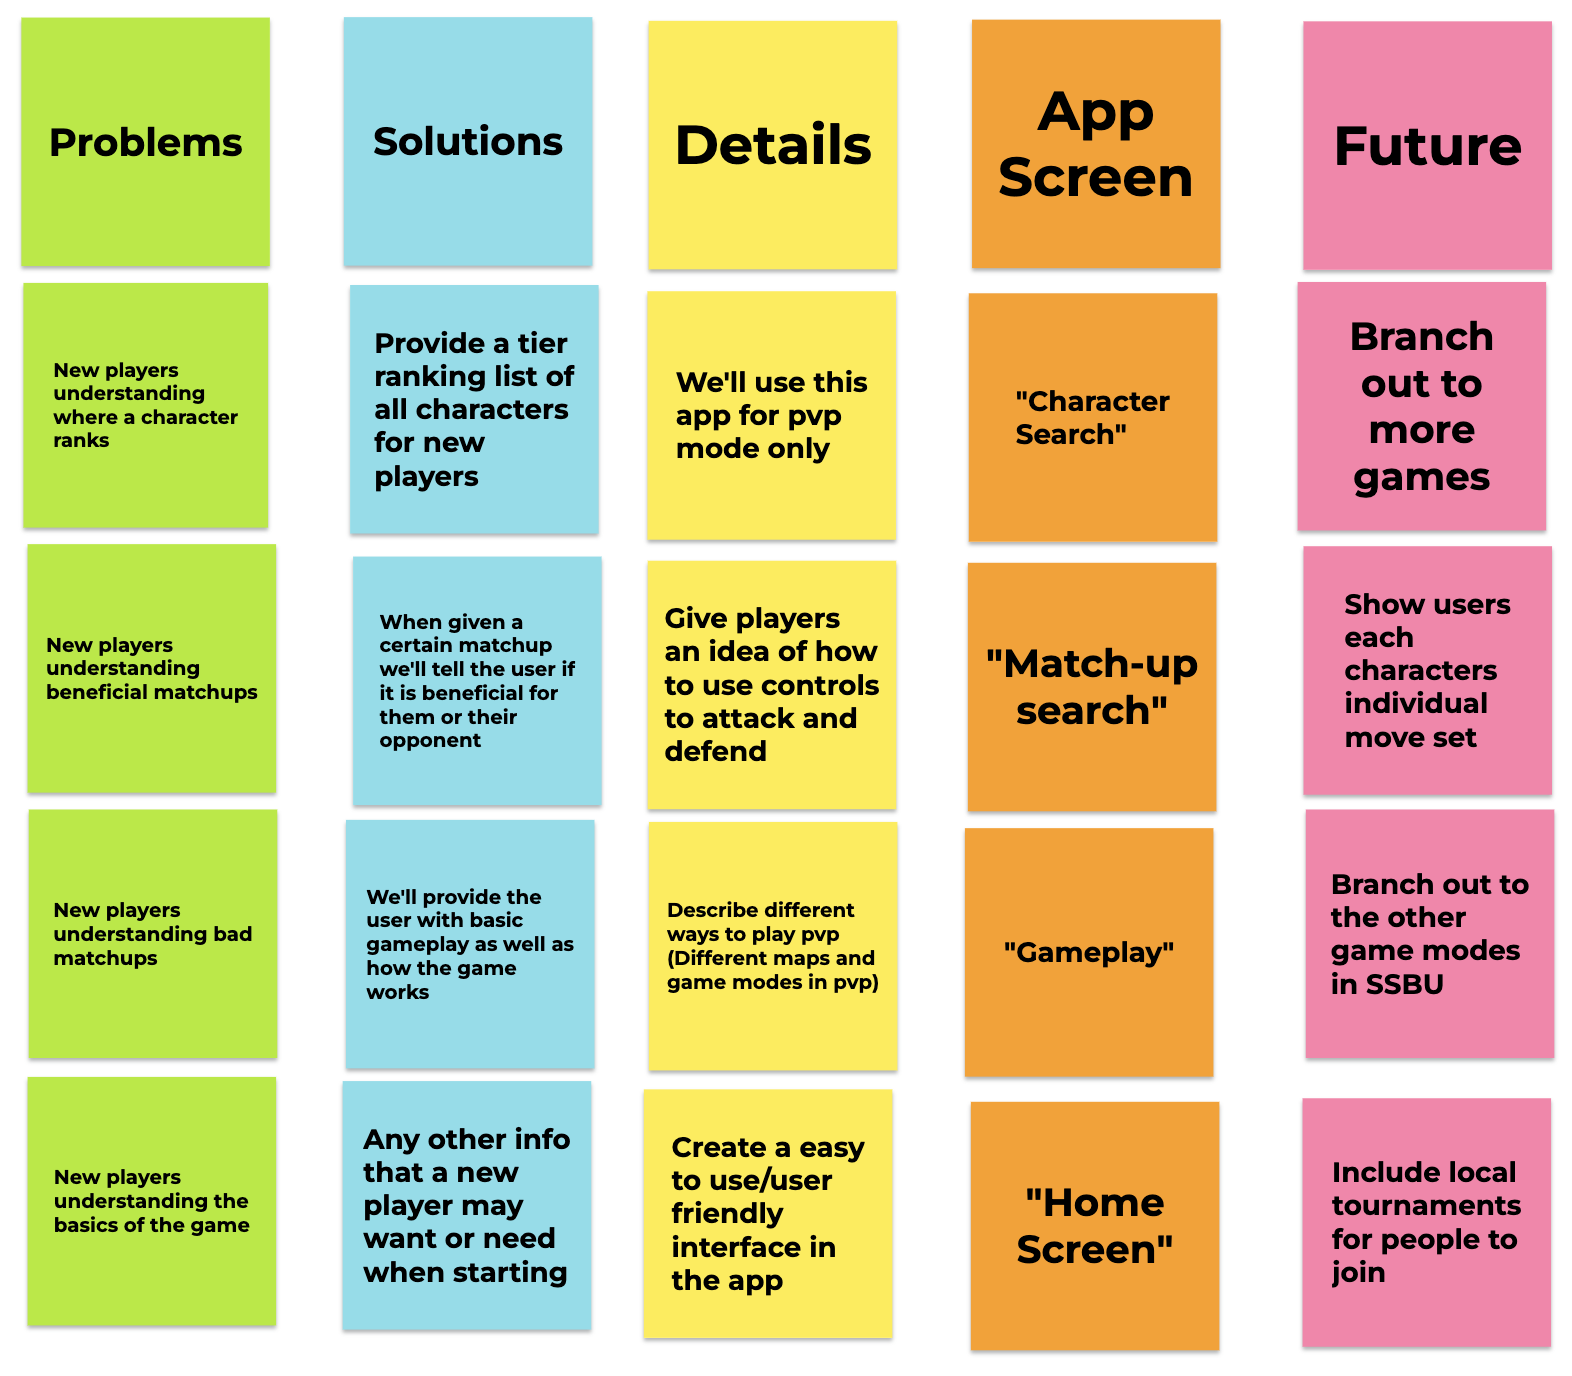 Problems
Solutions
Details
App
Screen
Future
New players
understanding
where a character
ranks
Provide a tier
ranking list of
all characters
for new
players
We'll use this
app for pvp
mode only
"Character
Search"
Branch
out to
more
games
New players
understanding
beneficial matchups
When given a
certain matchup
we'll tell the user if
it is beneficial for
them or their
opponent
Give players
an idea of how
to use controls
to attack and
defend
"Match-up
search"
Show users
each
characters
individual
move set
New players
understanding bad
matchups
We'll provide the
user with basic
gameplay as well as
how the game
works
Describe different
ways to play pvp
(Different maps and
game modes in pvp)
"Gameplay"
Branch out to
the other
game modes
in SSBU
New players
understanding the
basics of the game
Any other info
that a new
player may
want or need
when starting
Create a easy
to use/user
friendly
interface in
the app
"Home
Screen"
Include local
tournaments
for people to
join